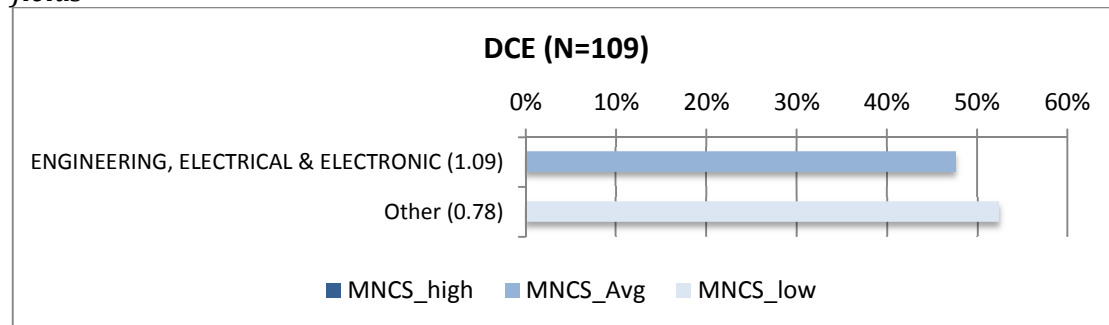 fields
DCE (N=109)
0% 10% 20% 30% 40% 50% 60%
ENGINEERING, ELECTRICAL & ELECTRONIC (1.09)
Other (0.78)
MNCS_high MNCS_Avg MNCS_low